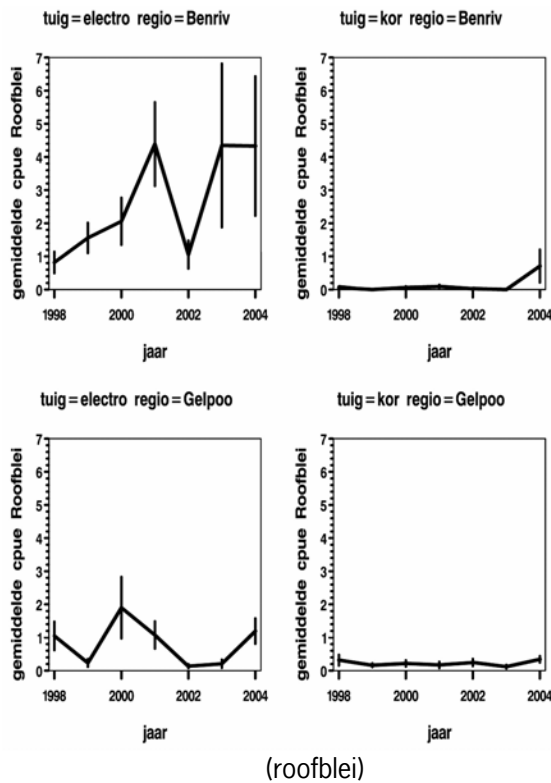 tuig=electro regio=Benriv
gemiddelde cpue Roofblei
7
6
5
4
3
2
1
0
1998 2000 2002 2004
jaar
tuig=kor regio=Benriv
gemiddelde cpue Roofblei
7
6
5
4
3
2
1
0
1998 2000 2002 2004
jaar
tuig=electro regio=Gelpoo
gemiddelde cpue Roofblei
7
6
5
4
3
2
1
0
1998 2000 2002 2004
jaar
tuig=kor regio=Gelpoo
gemiddelde cpue Roofblei
7
6
5
4
3
2
1
0
1998 2000 2002 2004
jaar
(roofblei)